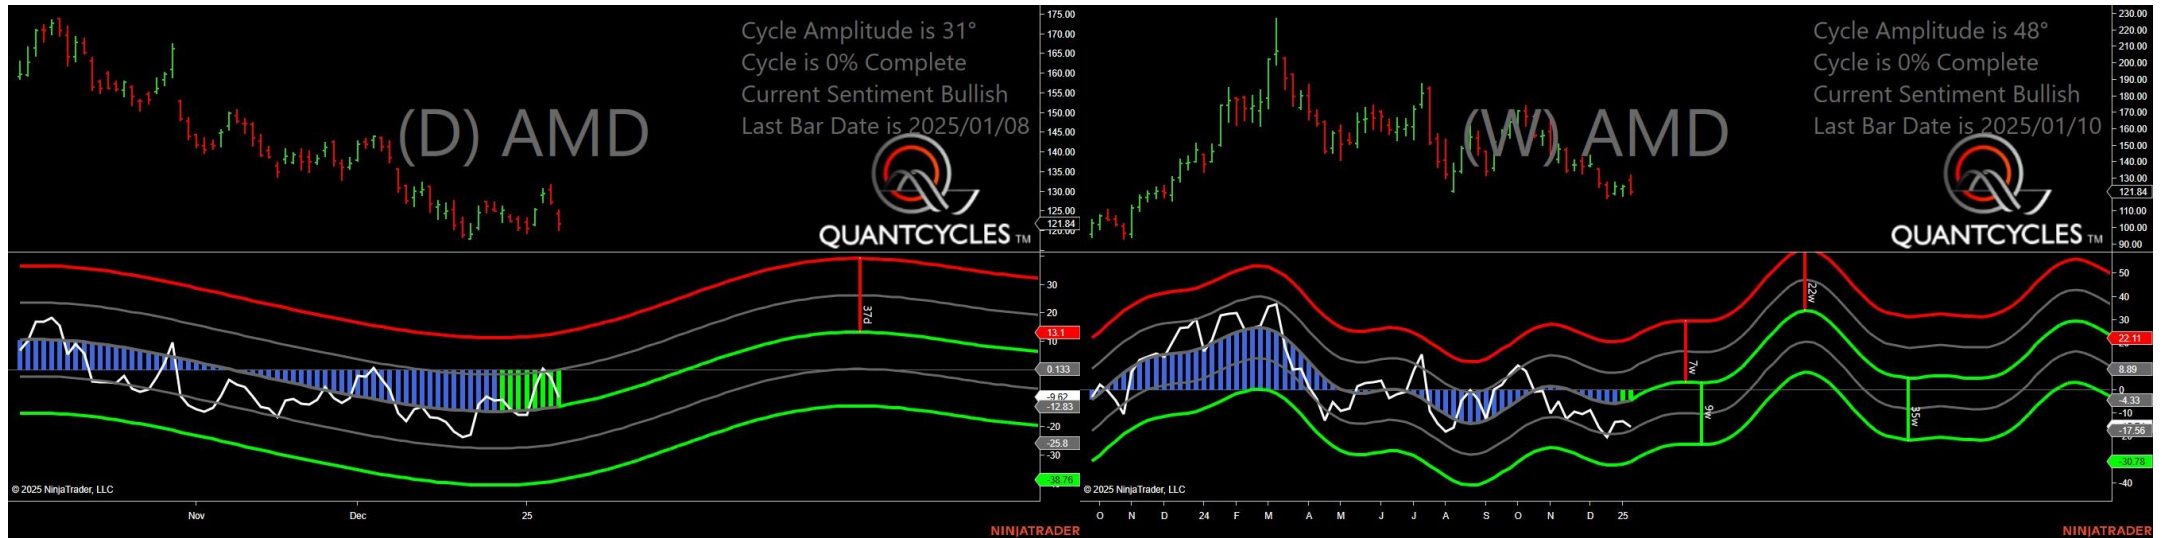 Cycle Amplitude is 31°
Cycle is 0% Complete
Current Sentiment Bullish
Last Bar Date is 2025/01/08
(D) AMD
QUANTCYCLES TM
175.00
170.00
165.00
160.00
155.00
150.00
145.00
140.00
135.00
130.00
125.00
121.84
120.00
30
20
13.1
10
0.133
-9.62
-12.83
-20
-25.8
-30
-38.76
37d
© 2025 NinjaTrader, LLC
Nov
Dec
25
NINJATRADER
Cycle Amplitude is 48°
Cycle is 0% Complete
Current Sentiment Bullish
Last Bar Date is 2025/01/10
(W) AMD
QUANTCYCLES TM
230.00
220.00
210.00
200.00
190.00
180.00
170.00
160.00
150.00
140.00
130.00
121.84
110.00
100.00
90.00
50
40
30
22.11
8.89
0
-4.33
-10
-17.56
-30.78
-40
7w
9w
22w
35w
© 2025 NinjaTrader, LLC
O N D 24 F M A M J J A S O N D 25
NINJATRADER